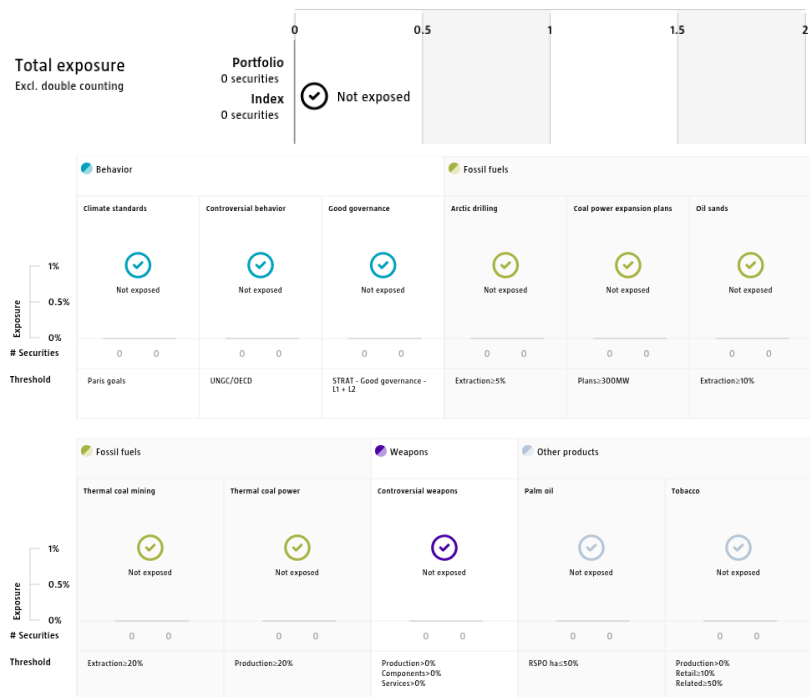 0 0.5 1 1.5 2
Total exposure
Excl. double counting
Portfolio
0 securities
Index
0 securities
Not exposed
Behavior Fossil fuels
Climate standards Controversial behavior Good governance Arctic drilling Coal power expansion plans Oil sands
Not exposed Not exposed Not exposed Not exposed Not exposed Not exposed
Exposure
1%
0.5%
0%
# Securities 0 0 0 0 0 0 0 0 0 0 0 0
Threshold Paris goals UNGC/OECD STRAT - Good governance - Extraction≥5% Plans≥300MW Extraction≥10%
L1 + L2
Fossil fuels Weapons Other products
Thermal coal mining Thermal coal power Controversial weapons Palm oil Tobacco
Not exposed Not exposed Not exposed Not exposed Not exposed
Exposure
1%
0.5%
0%
# Securities 0 0 0 0 0 0 0 0 0 0
Threshold Extraction≥20% Production≥20% Production>0% RSPO ha≤50% Production>0%
Components>0% Retail≥10%
Services>0% Related≥50%